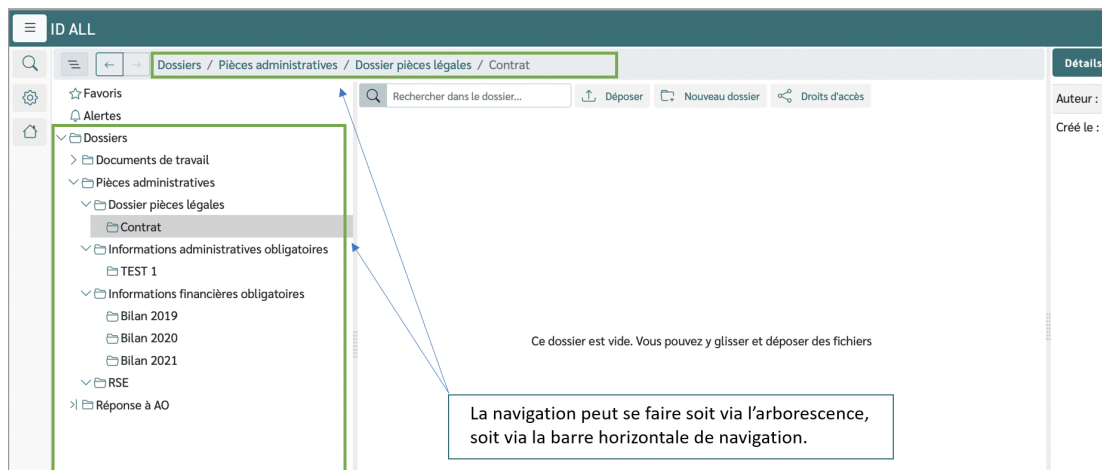 ID ALL
Dossiers / Pièces administratives / Dossier pièces légales / Contrat
Détails
Favoris
Rechercher dans le dossier...
Déposer
Nouveau dossier
Droits d'accès
Auteur :
Alertes
Créé le :
Dossiers
Documents de travail
Pièces administratives
Dossier pièces légales
Contrat
Informations administratives obligatoires
TEST 1
Informations financières obligatoires
Bilan 2019
Bilan 2020
Bilan 2021
RSE
Réponse à AO
Ce dossier est vide. Vous pouvez y glisser et déposer des fichiers
La navigation peut se faire soit via l’arborescence,
soit via la barre horizontale de navigation.